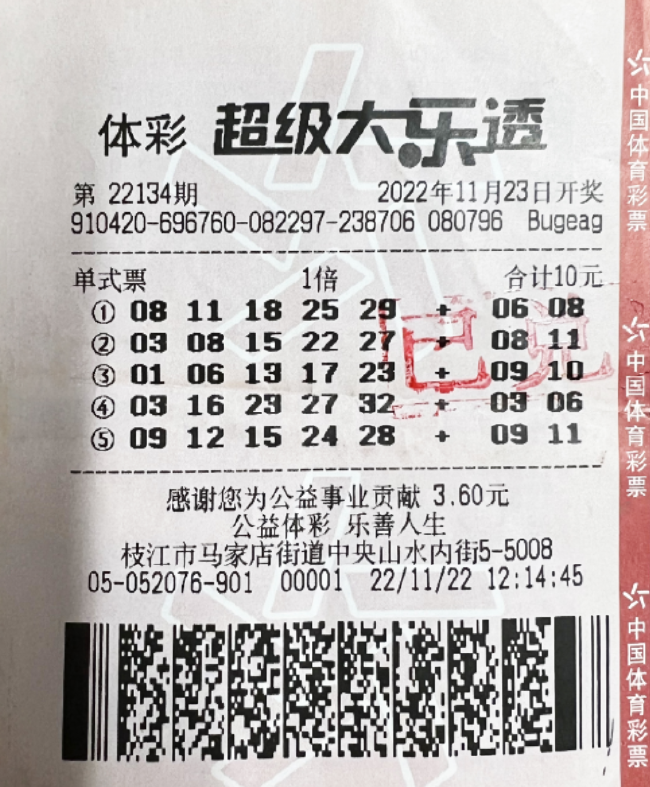 体彩 超级大乐透
第 22134期 2022年11月23日开奖
910420-696760-082297-238706 080796 Bugeag
单式票 1倍 合计10元
① 08 11 18 25 29 + 06 08
② 03 08 15 22 27 + 08 11
③ 01 06 13 17 23 + 09 10
④ 03 16 23 27 32 + 03 06
⑤ 09 12 15 24 28 + 09 11
已兑
感谢您为公益事业贡献 3.60元
公益体彩 乐善人生
枝江市马家店街道中央山水内街5-5008
05-052076-901 00001 22/11/22 12:14:45
中国体育彩票
中国体育彩票
中国体育彩票